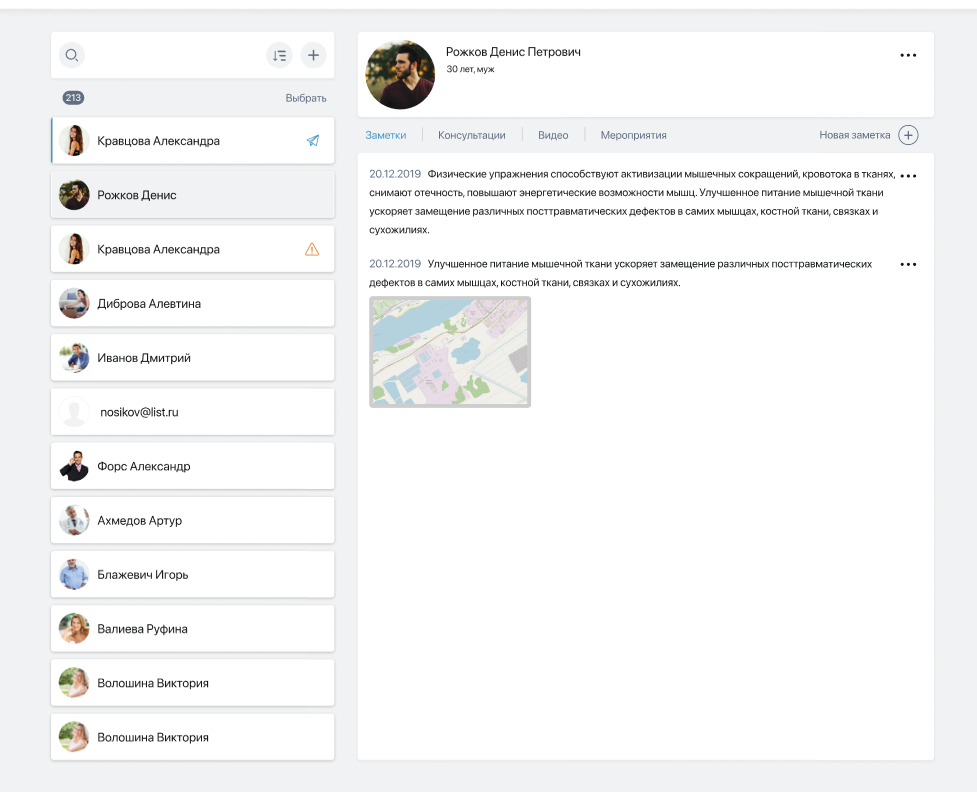 213
Выбрать
Кравцова Александра
Рожков Денис
Кравцова Александра
Диброва Алевтина
Иванов Дмитрий
nosikov@list.ru
Форс Александр
Ахмедов Артур
Блажевич Игорь
Валиева Руфина
Волошина Виктория
Волошина Виктория
Рожков Денис Петрович
30 лет, муж
Заметки Консультации Видео Мероприятия Новая заметка
20.12.2019 Физические упражнения способствуют активизации мышечных сокращений, кровотока в тканях,
снимают отечность, повышают энергетические возможности мышц. Улучшенное питание мышечной ткани
ускоряет замещение различных посттравматических дефектов в самих мышцах, костной ткани, связках и
сухожилиях.
20.12.2019 Улучшенное питание мышечной ткани ускоряет замещение различных посттравматических
дефектов в самих мышцах, костной ткани, связках и сухожилиях.